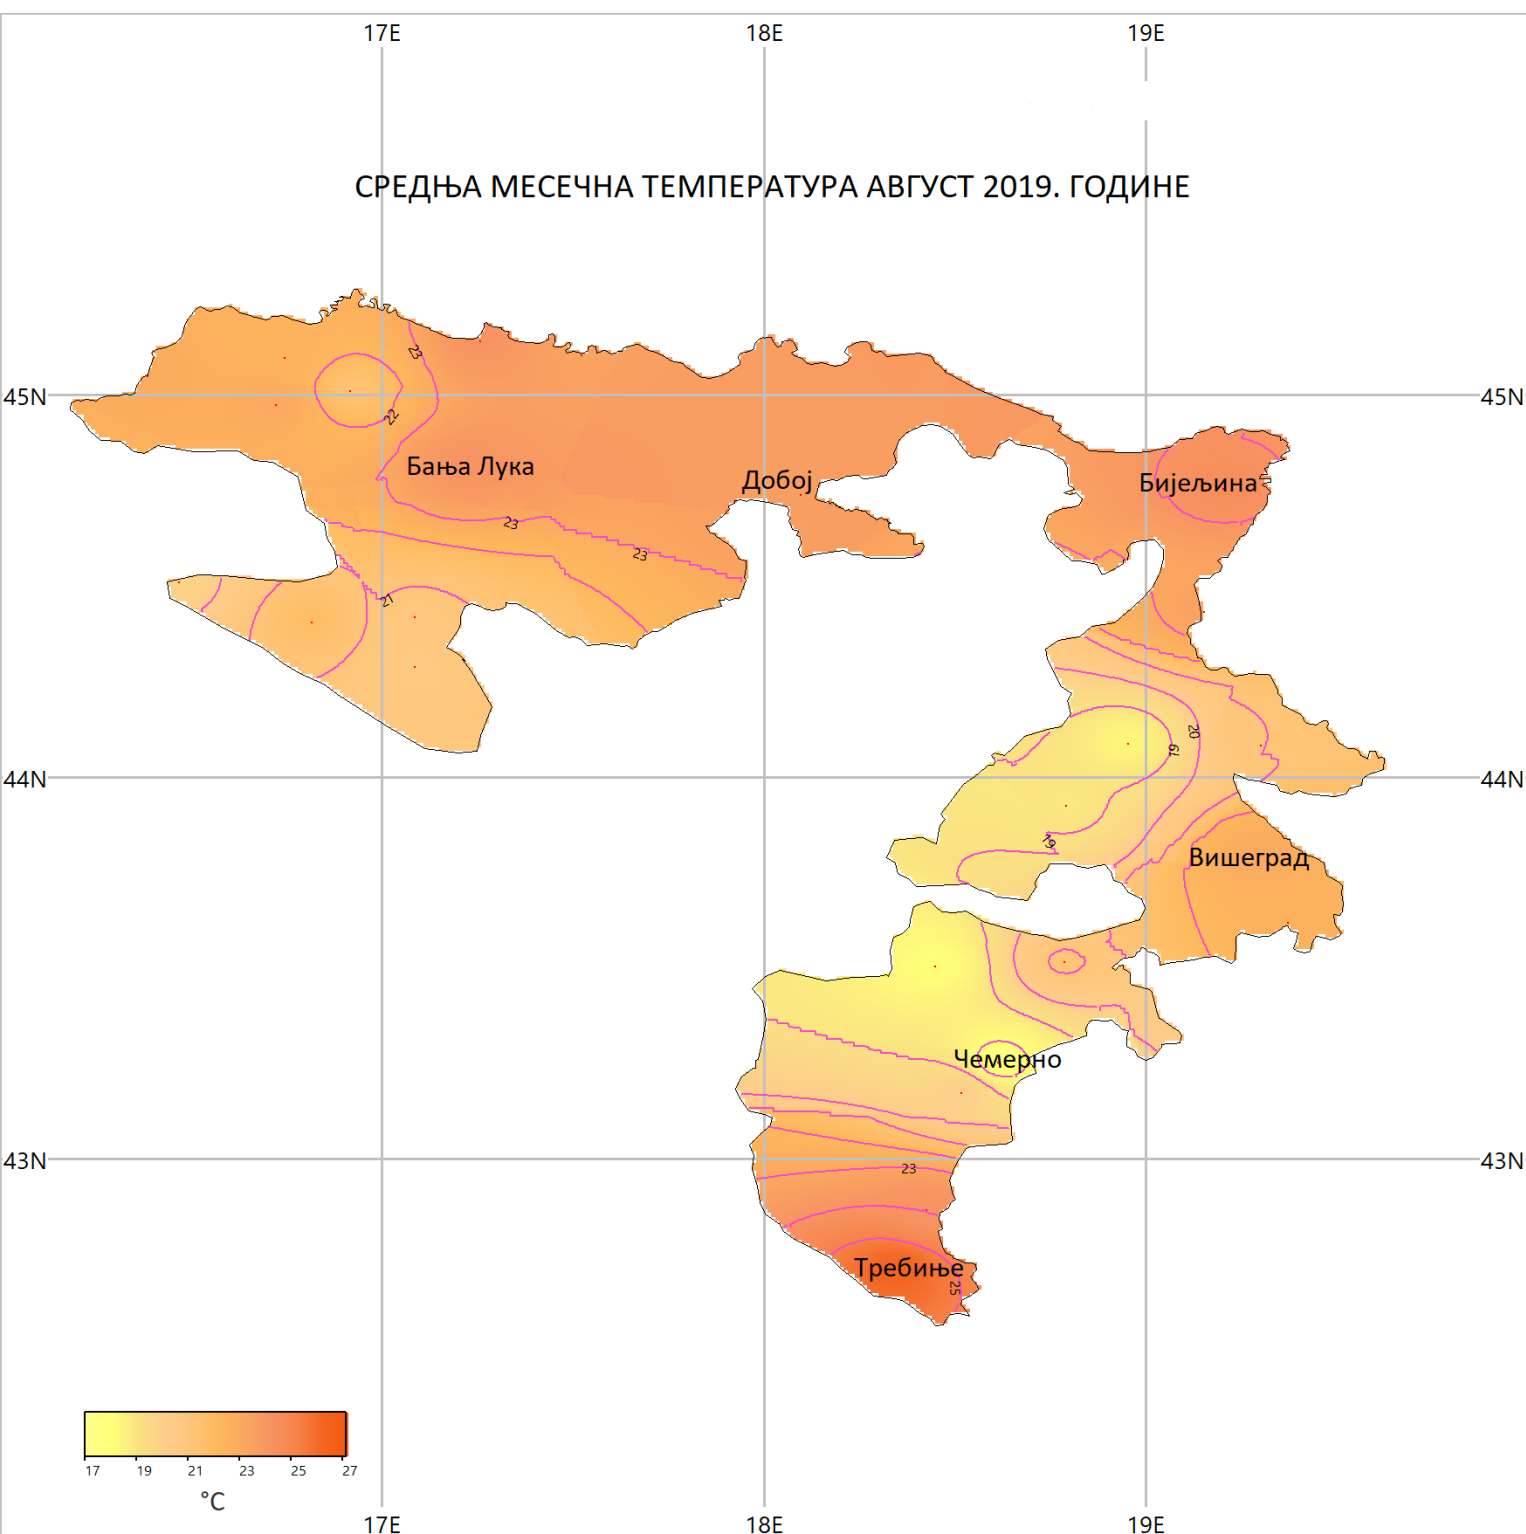 17E 18E 19E
СРЕДЊА МЕСЕЧНА ТЕМПЕРАТУРА АВГУСТ 2019. ГОДИНЕ
23
45N 45N
22
Бања Лука
Добој
Бијељина
23
23
21
20
19
44N 44N
19
Вишеград
Чемерно
43N 43N
23
Требиње
25
17 19 21 23 25 27
°C
17E 18E 19E